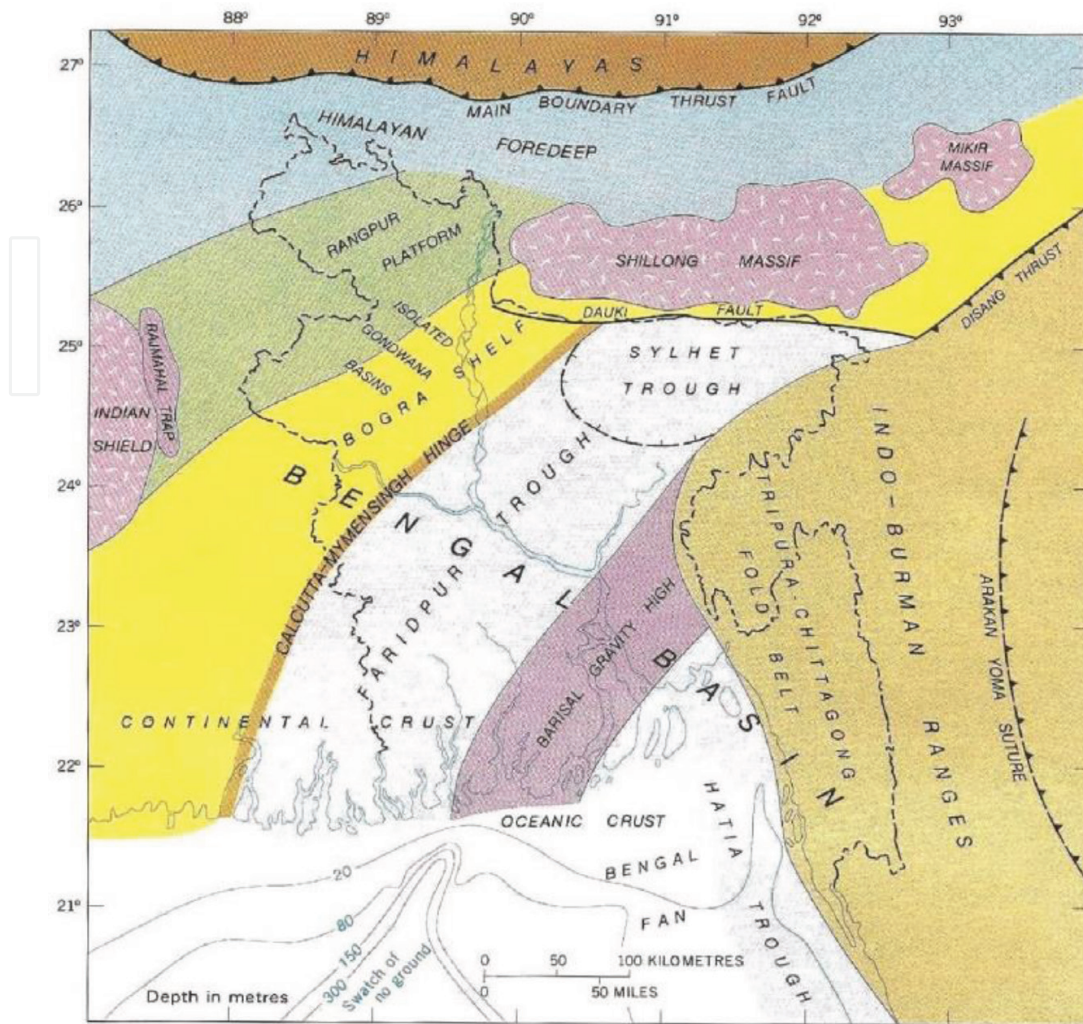 88° 89° 90° 91° 92° 93°
27°
26°
25°
24°
23°
22°
21°
HIMALAYAS
MAIN BOUNDARY THRUST FAULT
HIMALAYAN
FOREDEEP
MIKIR
MASSIF
RANGPUR
PLATFORM
SHILLONG MASSIF
DISANG THRUST
DAUKI FAULT
ISOLATED
GONDWANA
BASINS
BOGRA SHELF
RAJMAHAL TRAP
INDIAN
SHIELD
SYLHET
TROUGH
CALCUTTA-MYMENSINGH HINGE
BENGAL BASIN
FARIDPUR TROUGH
BARISAL GRAVITY HIGH
TRIPURA-CHITTAGONG
FOLD BELT
INDO-BURMAN RANGES
ARAKAN YOMA SUTURE
CONTINENTAL CRUST
OCEANIC CRUST
BENGAL
FAN
HATIA TROUGH
20
80
150
300
Swatch of
no ground
Depth in metres
0 50 100 KILOMETRES
0 50 MILES